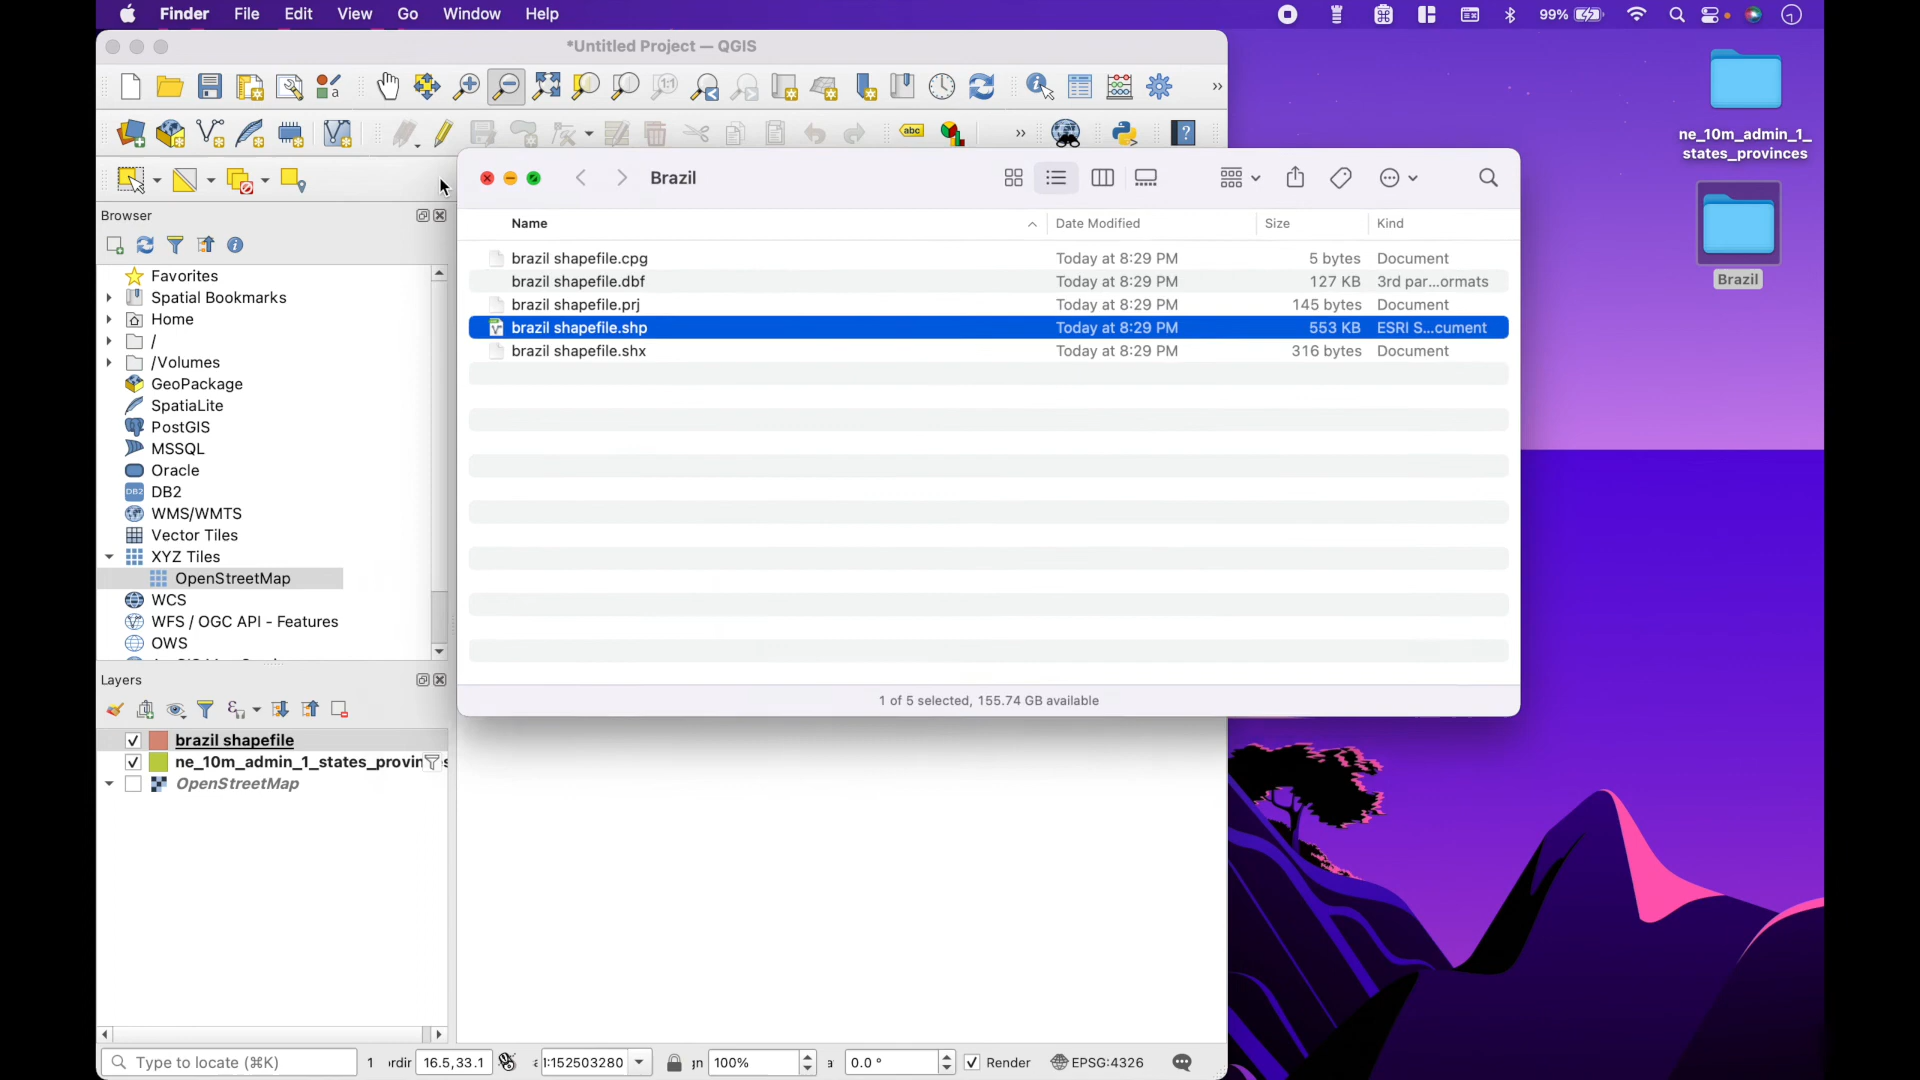 Finder File Edit View Go Window Help
99%
*Untitled Project — QGIS
abc
ne_10m_admin_1_
states_provinces
Brazil
Browser
Favorites
Spatial Bookmarks
Home
/
/Volumes
GeoPackage
SpatiaLite
PostGIS
MSSQL
Oracle
DB2
WMS/WMTS
Vector Tiles
XYZ Tiles
OpenStreetMap
WCS
WFS / OGC API - Features
OWS
Brazil
Name Date Modified Size Kind
brazil shapefile.cpg Today at 8:29 PM 5 bytes Document
brazil shapefile.dbf Today at 8:29 PM 127 KB 3rd par...ormats
brazil shapefile.prj Today at 8:29 PM 145 bytes Document
brazil shapefile.shp Today at 8:29 PM 553 KB ESRI S...cument
brazil shapefile.shx Today at 8:29 PM 316 bytes Document
1 of 5 selected, 155.74 GB available
Layers
brazil shapefile
ne_10m_admin_1_states_provin
OpenStreetMap
Type to locate (⌘K) 1 ordir 16.5,33.1 1:152503280 100% 0.0 ° Render EPSG:4326